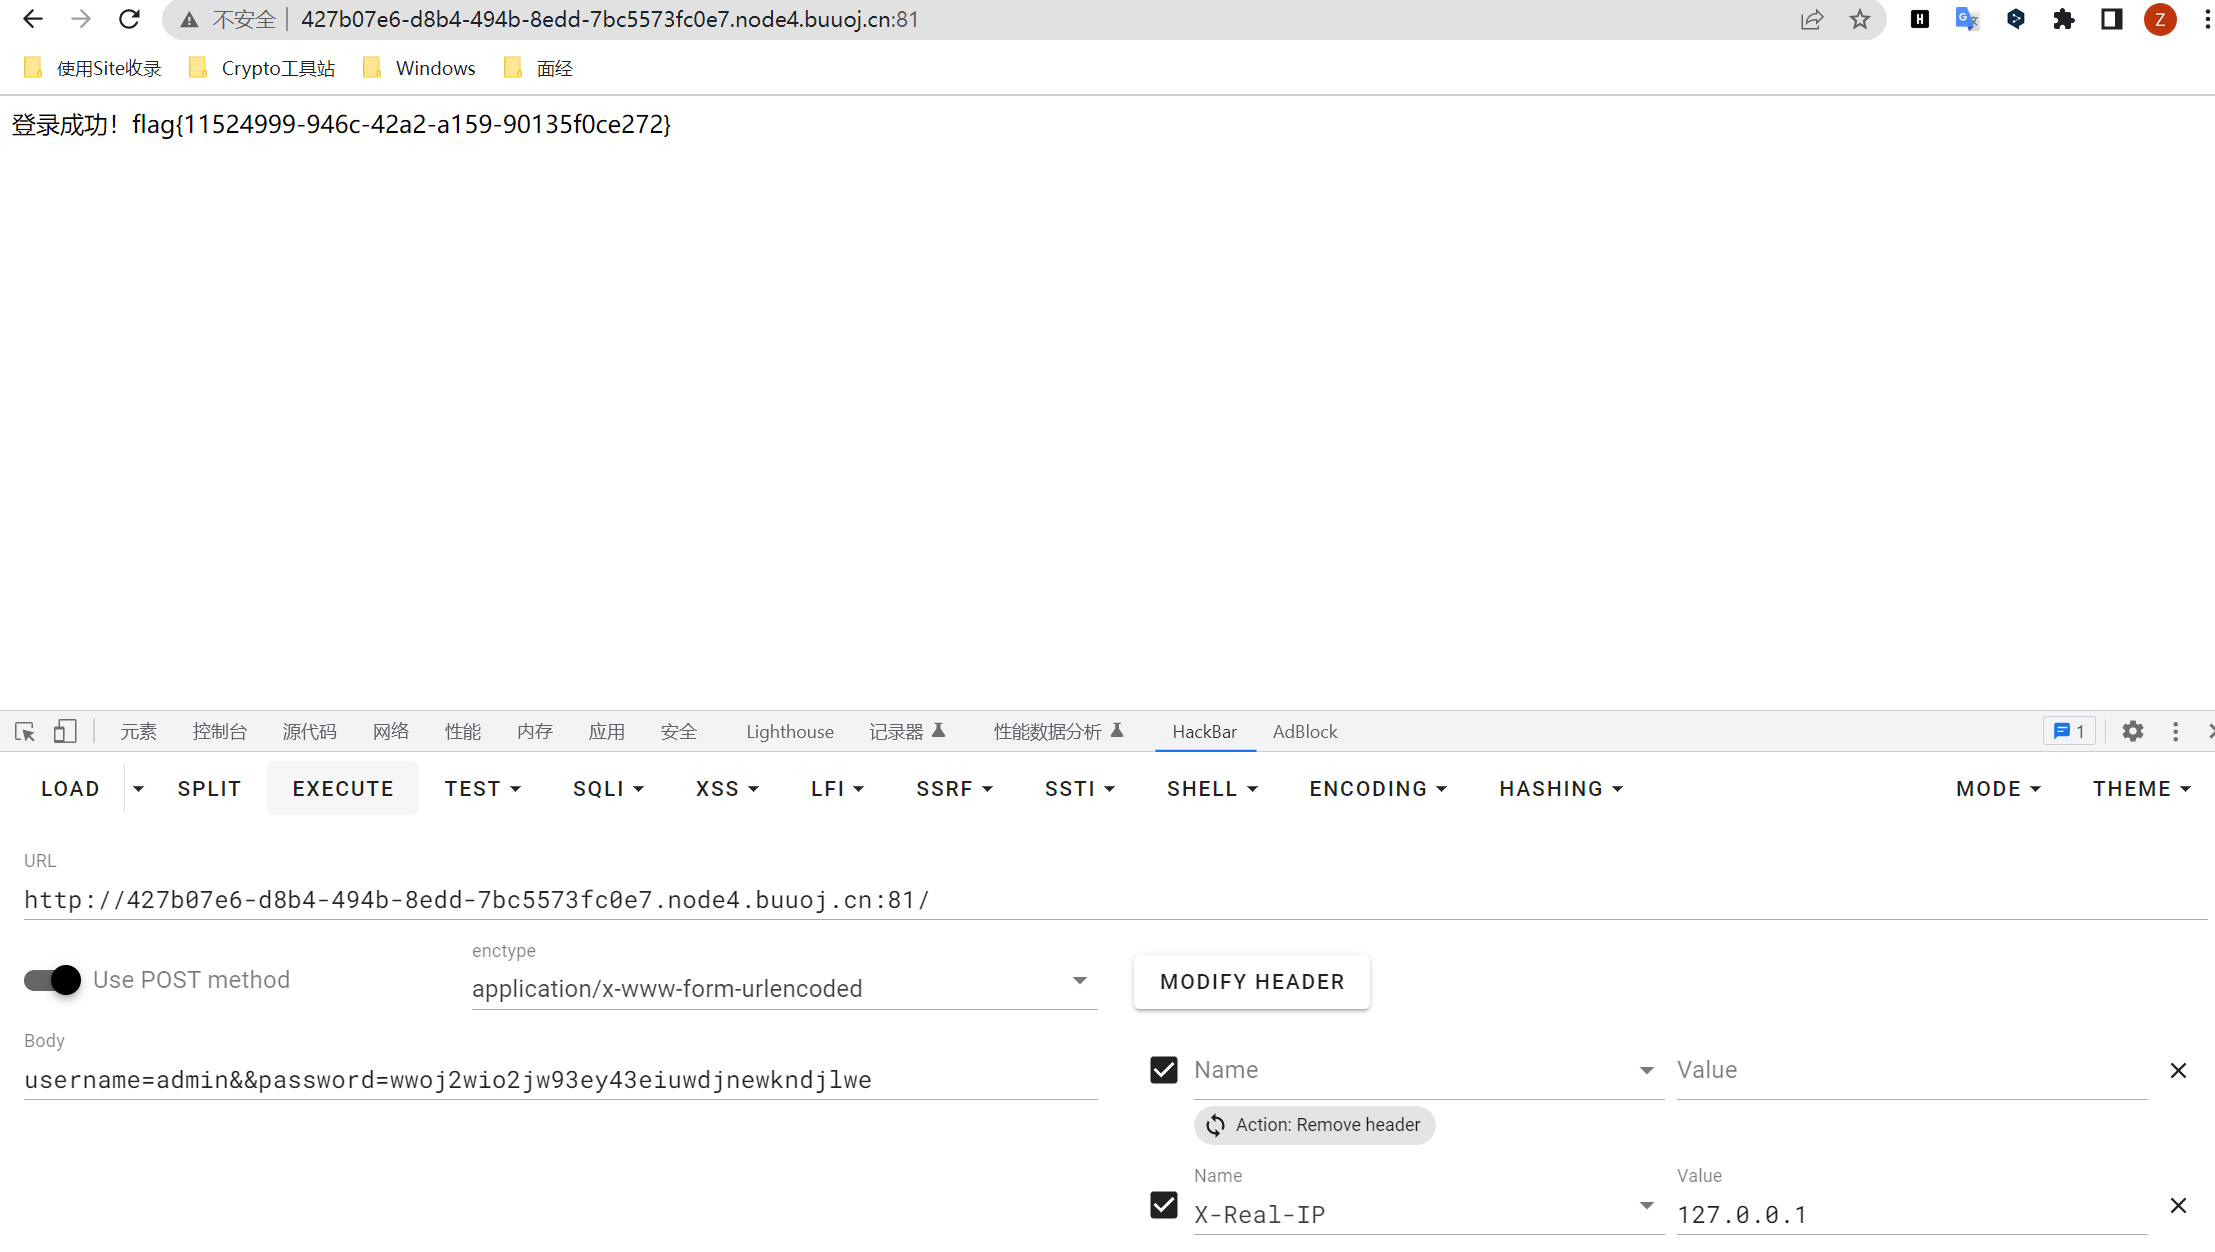 不安全 427b07e6-d8b4-494b-8edd-7bc5573fc0e7.node4.buuoj.cn:81 H G Z
使用Site收录 Crypto工具站 Windows 面经
登录成功！flag{11524999-946c-42a2-a159-90135f0ce272}
元素 控制台 源代码 网络 性能 内存 应用 安全 Lighthouse 记录器 性能数据分析 HackBar AdBlock 1
LOAD SPLIT EXECUTE TEST SQLI XSS LFI SSRF SSTI SHELL ENCODING HASHING MODE THEME
URL
http://427b07e6-d8b4-494b-8edd-7bc5573fc0e7.node4.buuoj.cn:81/
Use POST method
enctype
application/x-www-form-urlencoded
MODIFY HEADER
Body
username=admin&&password=wwoj2wio2jw93ey43eiuwdjnewkndjlwe
Name Value
Action: Remove header
Name Value
X-Real-IP 127.0.0.1